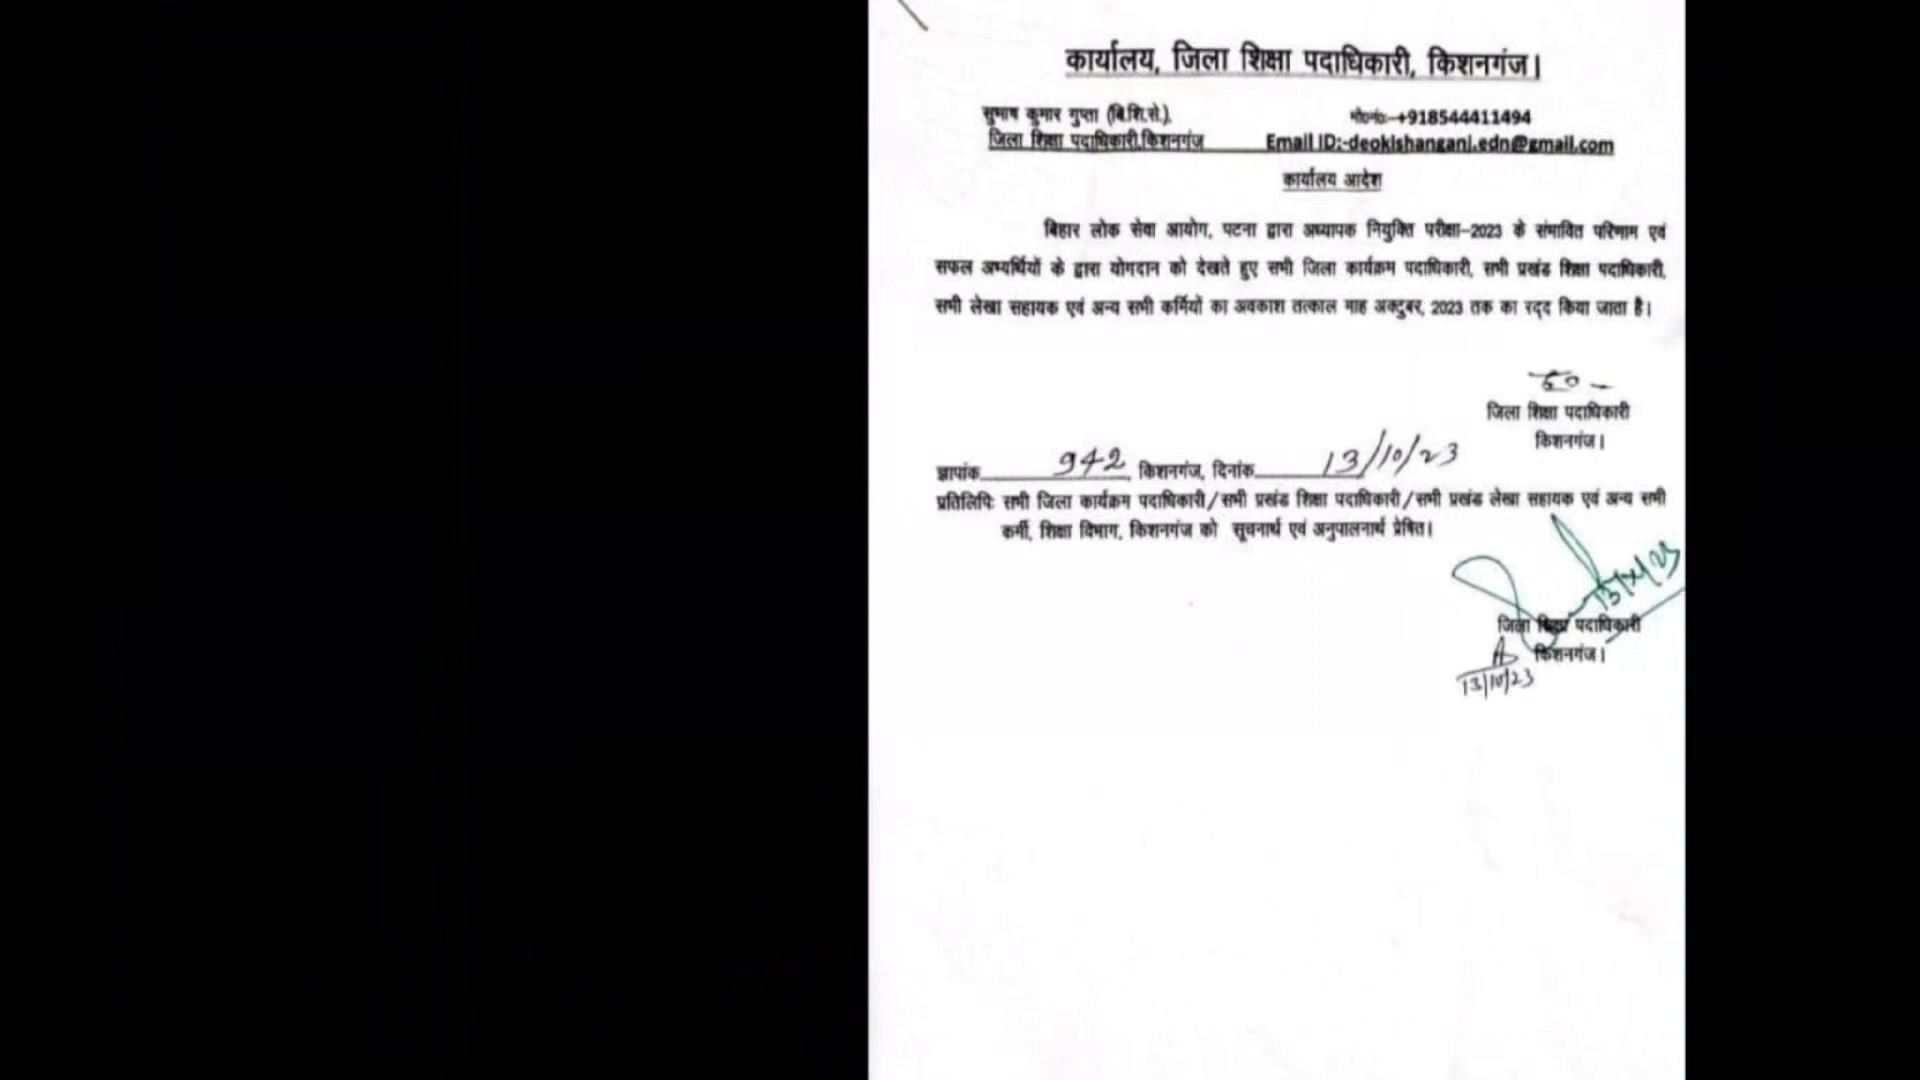 कार्यालय, जिला शिक्षा पदाधिकारी, किशनगंज।
सुभाष कुमार गुप्ता (बि.शि.से.), मो०नं०:-+918544411494
जिला शिक्षा पदाधिकारी,किशनगंज Email ID:-deokishanganj.edn@gmail.com
कार्यालय आदेश
बिहार लोक सेवा आयोग, पटना द्वारा अध्यापक नियुक्ति परीक्षा-2023 के संभावित परिणाम एवं
सफल अभ्यर्थियों के द्वारा योगदान को देखते हुए सभी जिला कार्यक्रम पदाधिकारी, सभी प्रखंड शिक्षा पदाधिकारी,
सभी लेखा सहायक एवं अन्य सभी कर्मियों का अवकाश तत्काल माह अक्टुबर, 2023 तक का रद्द किया जाता है।
ह० -
जिला शिक्षा पदाधिकारी
किशनगंज।
ज्ञापांक 942, किशनगंज, दिनांक 13/10/23
प्रतिलिपिः सभी जिला कार्यक्रम पदाधिकारी/सभी प्रखंड शिक्षा पदाधिकारी/सभी प्रखंड लेखा सहायक एवं अन्य सभी
कर्मी, शिक्षा विभाग, किशनगंज को सूचनार्थ एवं अनुपालनार्थ प्रेषित।
13/10/23
जिला शिक्षा पदाधिकारी
किशनगंज।
13/10/23